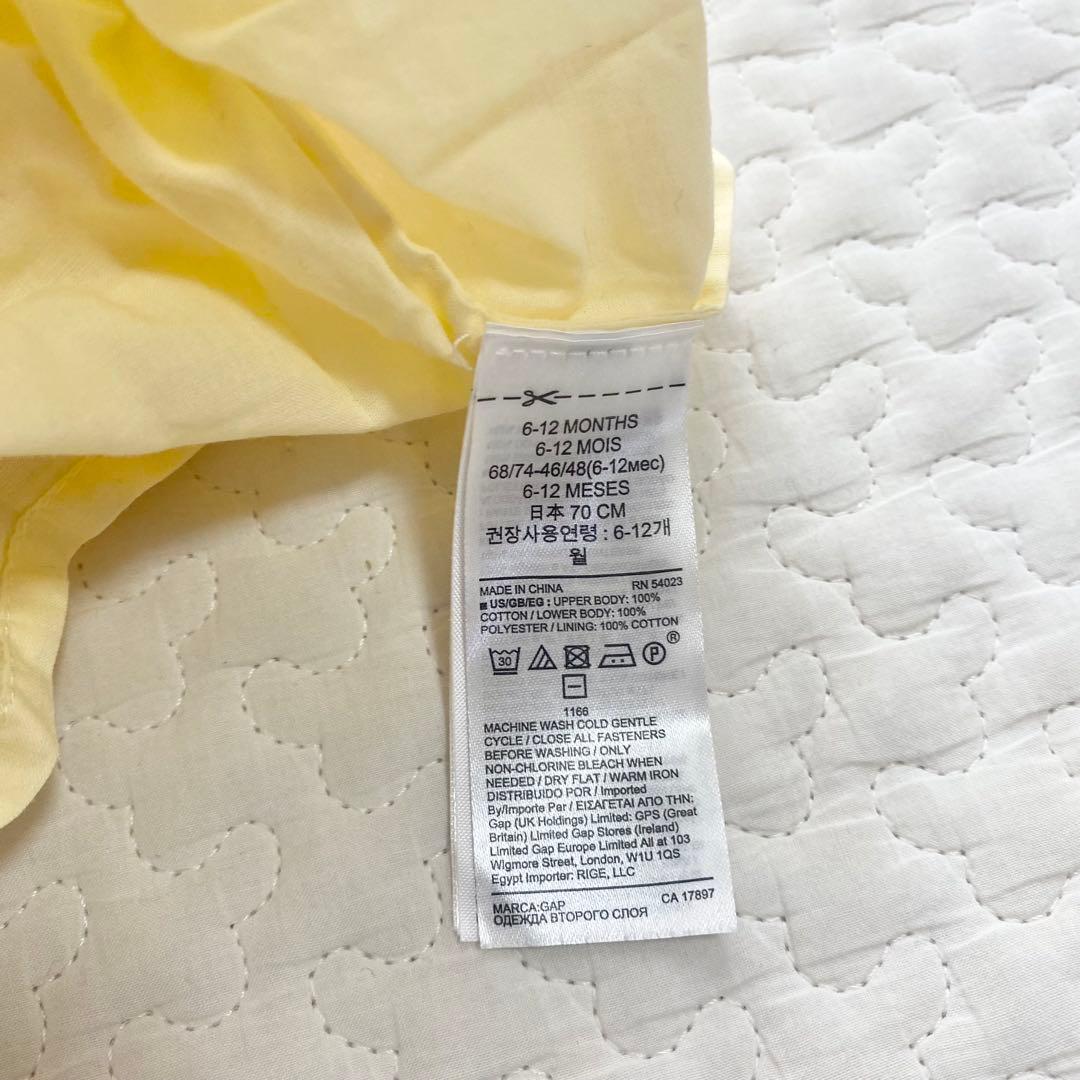 6-12 MONTHS
6-12 MOIS
68/74-46/48(6-12мес)
6-12 MESES
日本 70 CM
권장사용연령 : 6-12개
월
MADE IN CHINA RN 54023
US/GB/EG : UPPER BODY: 100%
COTTON / LOWER BODY: 100%
POLYESTER / LINING: 100% COTTON
30 P ®
1166
MACHINE WASH COLD GENTLE
CYCLE / CLOSE ALL FASTENERS
BEFORE WASHING / ONLY
NON-CHLORINE BLEACH WHEN
NEEDED / DRY FLAT / WARM IRON
DISTRIBUIDO POR / Imported
By/Importe Per / ΕΙΣΑΓΕΤΑΙ ΑΠΟ ΤΗΝ:
Gap (UK Holdings) Limited: GPS (Great
Britain) Limited Gap Stores (Ireland)
Limited Gap Europe Limited All at 103
Wigmore Street, London, W1U 1QS
Egypt Importer: RIGE, LLC
MARCA:GAP CA 17897
ОДЕЖДА ВТОРОГО СЛОЯ